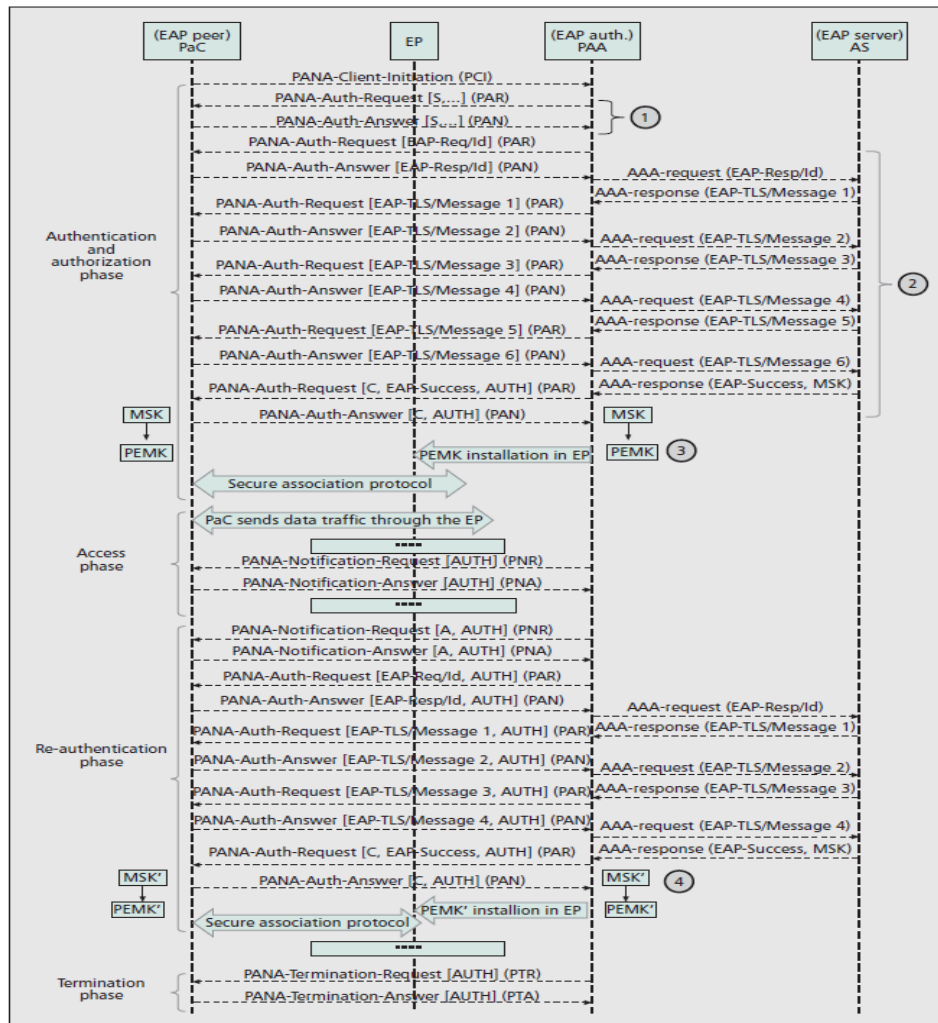 (EAP peer)
PaC
EP
(EAP auth.)
PAA
(EAP server)
AS
PANA-Client-Initiation (PCI)
PANA-Auth-Request [S,...] (PAR)
PANA-Auth-Answer [S,...] (PAN)
1
PANA-Auth-Request [EAP-Req/Id] (PAR)
PANA-Auth-Answer [EAP-Resp/Id] (PAN)
AAA-request (EAP-Resp/Id)
AAA-response (EAP-TLS/Message 1)
PANA-Auth-Request [EAP-TLS/Message 1] (PAR)
PANA-Auth-Answer [EAP-TLS/Message 2] (PAN)
AAA-request (EAP-TLS/Message 2)
Authentication
and
authorization
phase
AAA-response (EAP-TLS/Message 3)
PANA-Auth-Request [EAP-TLS/Message 3] (PAR)
2
PANA-Auth-Answer [EAP-TLS/Message 4] (PAN)
AAA-request (EAP-TLS/Message 4)
AAA-response (EAP-TLS/Message 5)
PANA-Auth-Request [EAP-TLS/Message 5] (PAR)
PANA-Auth-Answer [EAP-TLS/Message 6] (PAN)
AAA-request (EAP-TLS/Message 6)
AAA-response (EAP-Success, MSK)
PANA-Auth-Request [C, EAP-Success, AUTH] (PAR)
MSK
PANA-Auth-Answer [C, AUTH] (PAN)
MSK
PEMK
PEMK installation in EP
PEMK
3
Secure association protocol
PaC sends data traffic through the EP
Access
phase
PANA-Notification-Request [AUTH] (PNR)
PANA-Notification-Answer [AUTH] (PNA)
PANA-Notification-Request [A, AUTH] (PNR)
PANA-Notification-Answer [A, AUTH] (PNA)
PANA-Auth-Request [EAP-Req/Id, AUTH] (PAR)
PANA-Auth-Answer [EAP-Resp/Id, AUTH] (PAN)
AAA-request (EAP-Resp/Id)
AAA-response (EAP-TLS/Message 1)
PANA-Auth-Request [EAP-TLS/Message 1, AUTH] (PAR)
Re-authentication
phase
PANA-Auth-Answer [EAP-TLS/Message 2, AUTH] (PAN)
AAA-request (EAP-TLS/Message 2)
AAA-response (EAP-TLS/Message 3)
PANA-Auth-Request [EAP-TLS/Message 3, AUTH] (PAR)
PANA-Auth-Answer [EAP-TLS/Message 4, AUTH] (PAN)
AAA-request (EAP-TLS/Message 4)
AAA-response (EAP-Success, MSK)
PANA-Auth-Request [C, EAP-Success, AUTH] (PAR)
MSK'
PANA-Auth-Answer [C, AUTH] (PAN)
MSK'
4
PEMK'
PEMK' installion in EP
PEMK'
Secure association protocol
Termination
phase
PANA-Termination-Request [AUTH] (PTR)
PANA-Termination-Answer [AUTH] (PTA)